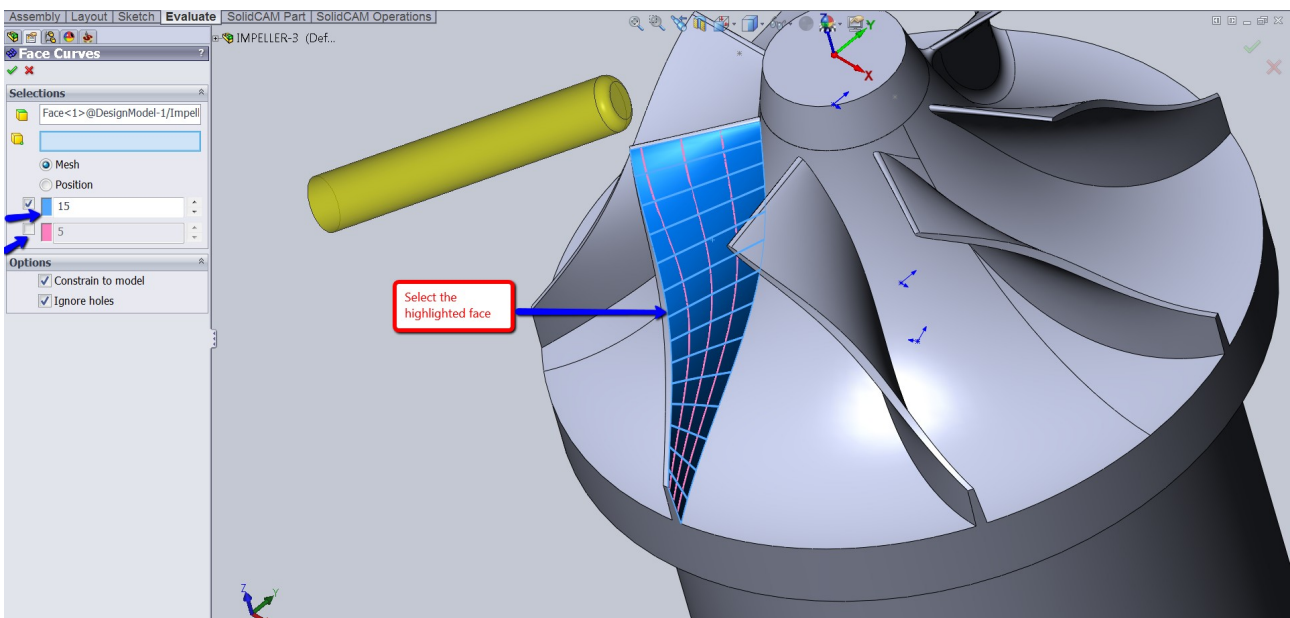 Assembly Layout Sketch Evaluate SolidCAM Part SolidCAM Operations
IMPELLER-3 (Def...
Face Curves ?
Selections
Face<1>@DesignModel-1/Impell
Mesh
Position
15
5
Options
Constrain to model
Ignore holes
Select the
highlighted face
Z
Y
X
Z
Y